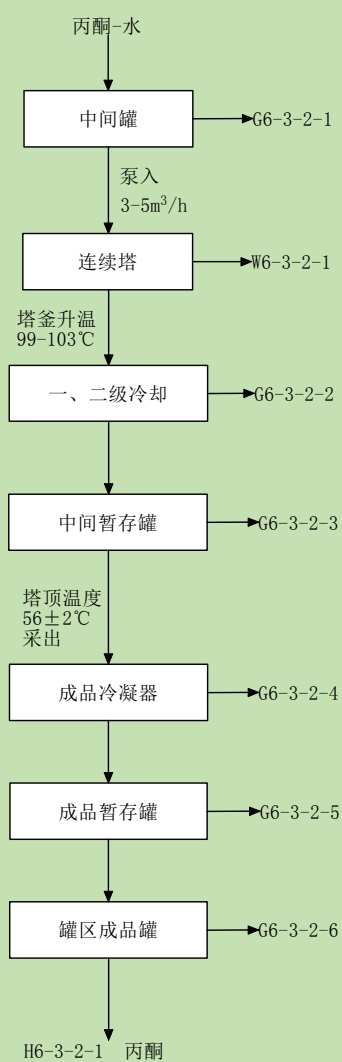 丙酮-水
中间罐
G6-3-2-1
泵入
3-5m³/h
连续塔
W6-3-2-1
塔釜升温
99-103℃
一、二级冷却
G6-3-2-2
中间暂存罐
G6-3-2-3
塔顶温度
56±2℃
采出
成品冷凝器
G6-3-2-4
成品暂存罐
G6-3-2-5
罐区成品罐
G6-3-2-6
H6-3-2-1 丙酮